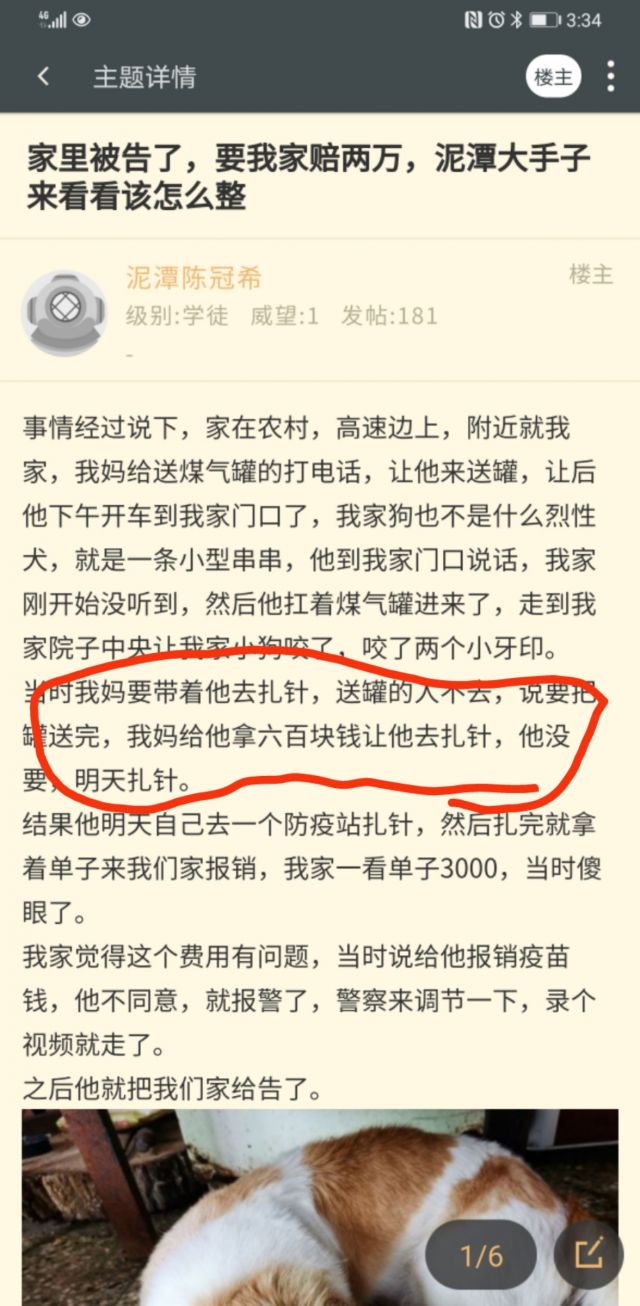 4G
3:34
主题详情
楼主
家里被告了，要我家赔两万，泥潭大手子
来看看该怎么整
泥潭陈冠希
楼主
级别:学徒 威望:1 发帖:181
-
事情经过说下，家在农村，高速边上，附近就我
家，我妈给送煤气罐的打电话，让他来送罐，让后
他下午开车到我家门口了，我家狗也不是什么烈性
犬，就是一条小型串串，他到我家门口说话，我家
刚开始没听到，然后他扛着煤气罐进来了，走到我
家院子中央让我家小狗咬了，咬了两个小牙印。
当时我妈要带着他去扎针，送罐的人不去，说要把
罐送完，我妈给他拿六百块钱让他去扎针，他没
要，明天扎针。
结果他明天自己去一个防疫站扎针，然后扎完就拿
着单子来我们家报销，我家一看单子3000，当时傻
眼了。
我家觉得这个费用有问题，当时说给他报销疫苗
钱，他不同意，就报警了，警察来调节一下，录个
视频就走了。
之后他就把我们家给告了。
1/6